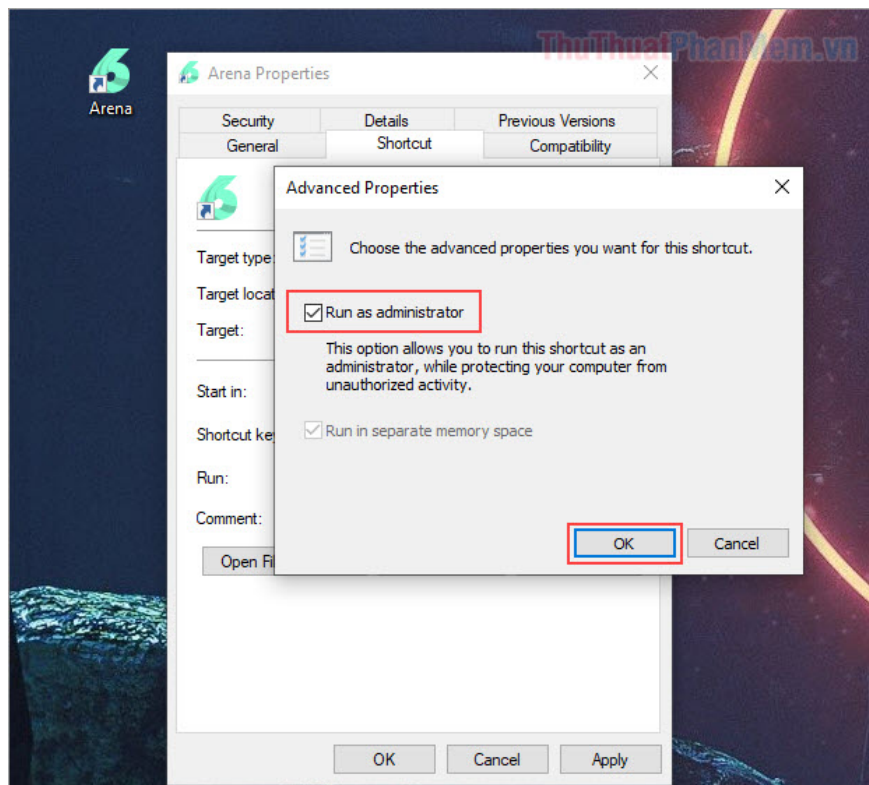 ThuThuatPhanMem.vn
Arena
Arena Properties
Security
Details
Previous Versions
General
Shortcut
Compatibility
Advanced Properties
Choose the advanced properties you want for this shortcut.
Target type:
Target locat
Target:
Run as administrator
This option allows you to run this shortcut as an
administrator, while protecting your computer from
unauthorized activity.
Start in:
Shortcut key
Run in separate memory space
Run:
Comment:
OK
Cancel
Open Fi
OK
Cancel
Apply